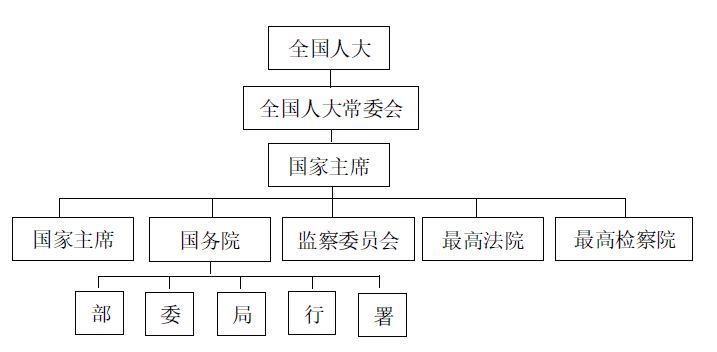 全国人大
全国人大常委会
国家主席
国家主席 国务院 监察委员会 最高法院 最高检察院
部 委 局 行 署